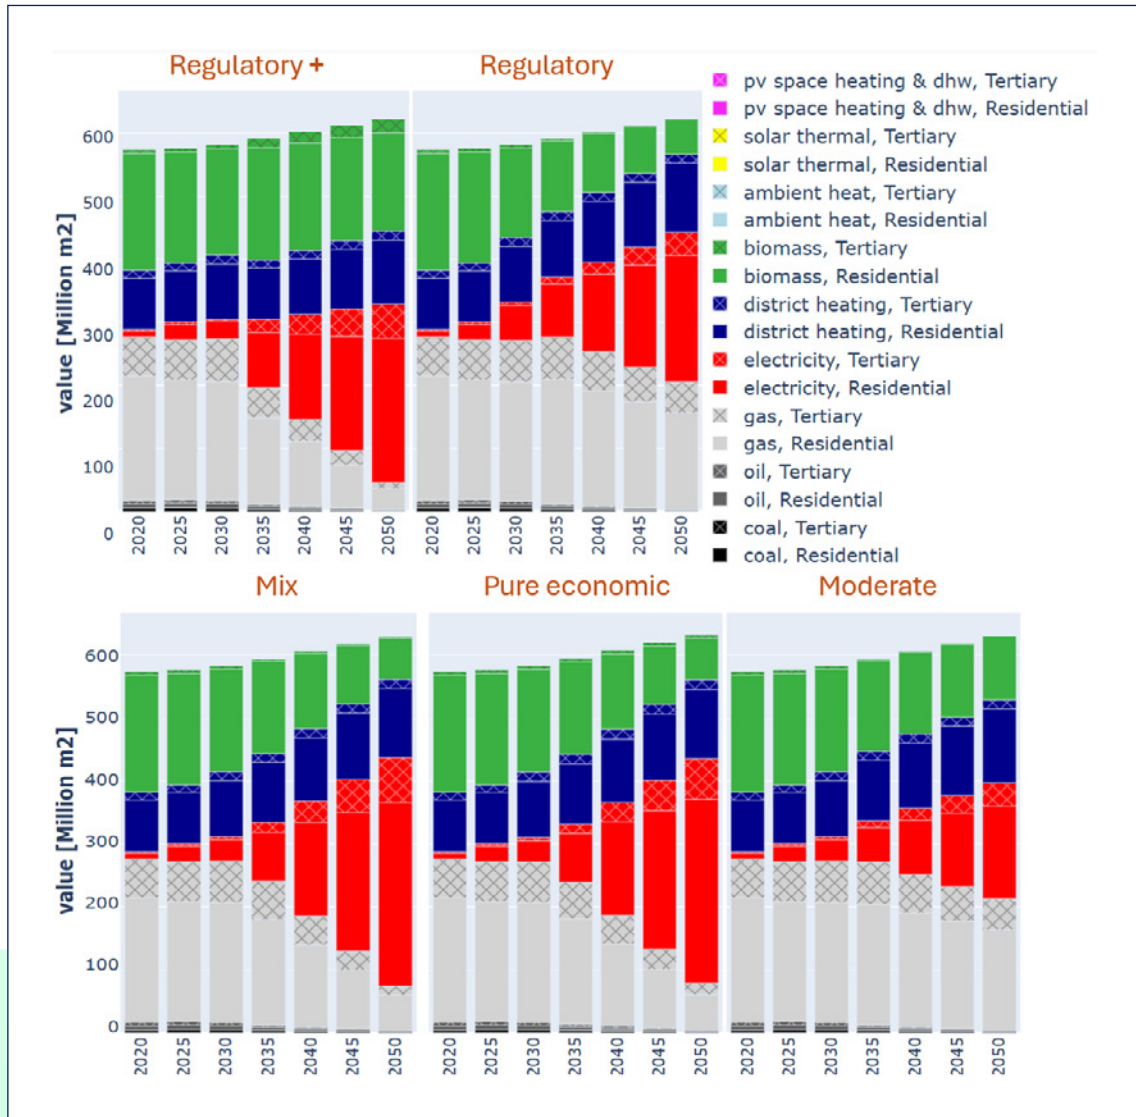 Regulatory +
Regulatory
value [Million m2]
600
500
400
300
200
100
0
2020
2025
2030
2035
2040
2045
2050
2020
2025
2030
2035
2040
2045
2050
pv space heating & dhw, Tertiary
pv space heating & dhw, Residential
solar thermal, Tertiary
solar thermal, Residential
ambient heat, Tertiary
ambient heat, Residential
biomass, Tertiary
biomass, Residential
district heating, Tertiary
district heating, Residential
electricity, Tertiary
electricity, Residential
gas, Tertiary
gas, Residential
oil, Tertiary
oil, Residential
coal, Tertiary
coal, Residential
Mix
Pure economic
Moderate
value [Million m2]
600
500
400
300
200
100
0
2020
2025
2030
2035
2040
2045
2050
2020
2025
2030
2035
2040
2045
2050
2020
2025
2030
2035
2040
2045
2050